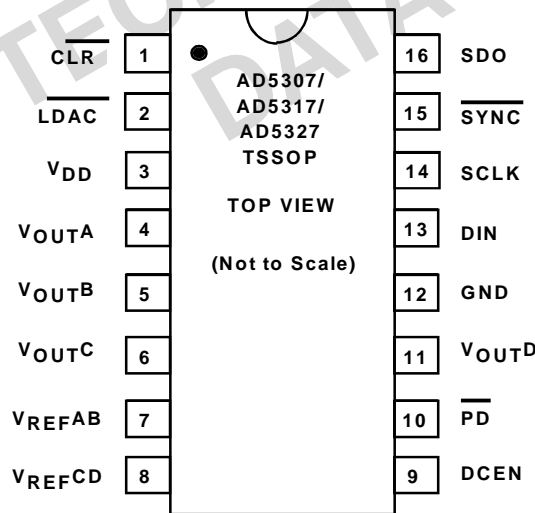 TECH
DATA
CLR 1
LDAC 2
VDD 3
VOUTA 4
VOUTB 5
VOUTC 6
VREFAB 7
VREFCD 8
AD5307/
AD5317/
AD5327
TSSOP
TOP VIEW
(Not to Scale)
16 SDO
15 SYNC
14 SCLK
13 DIN
12 GND
11 VOUTD
10 PD
9 DCEN